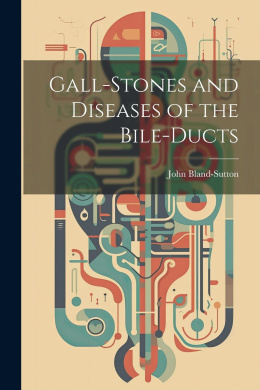 Gall-Stones and
Diseases of the
Bile-Ducts
John Bland-Sutton